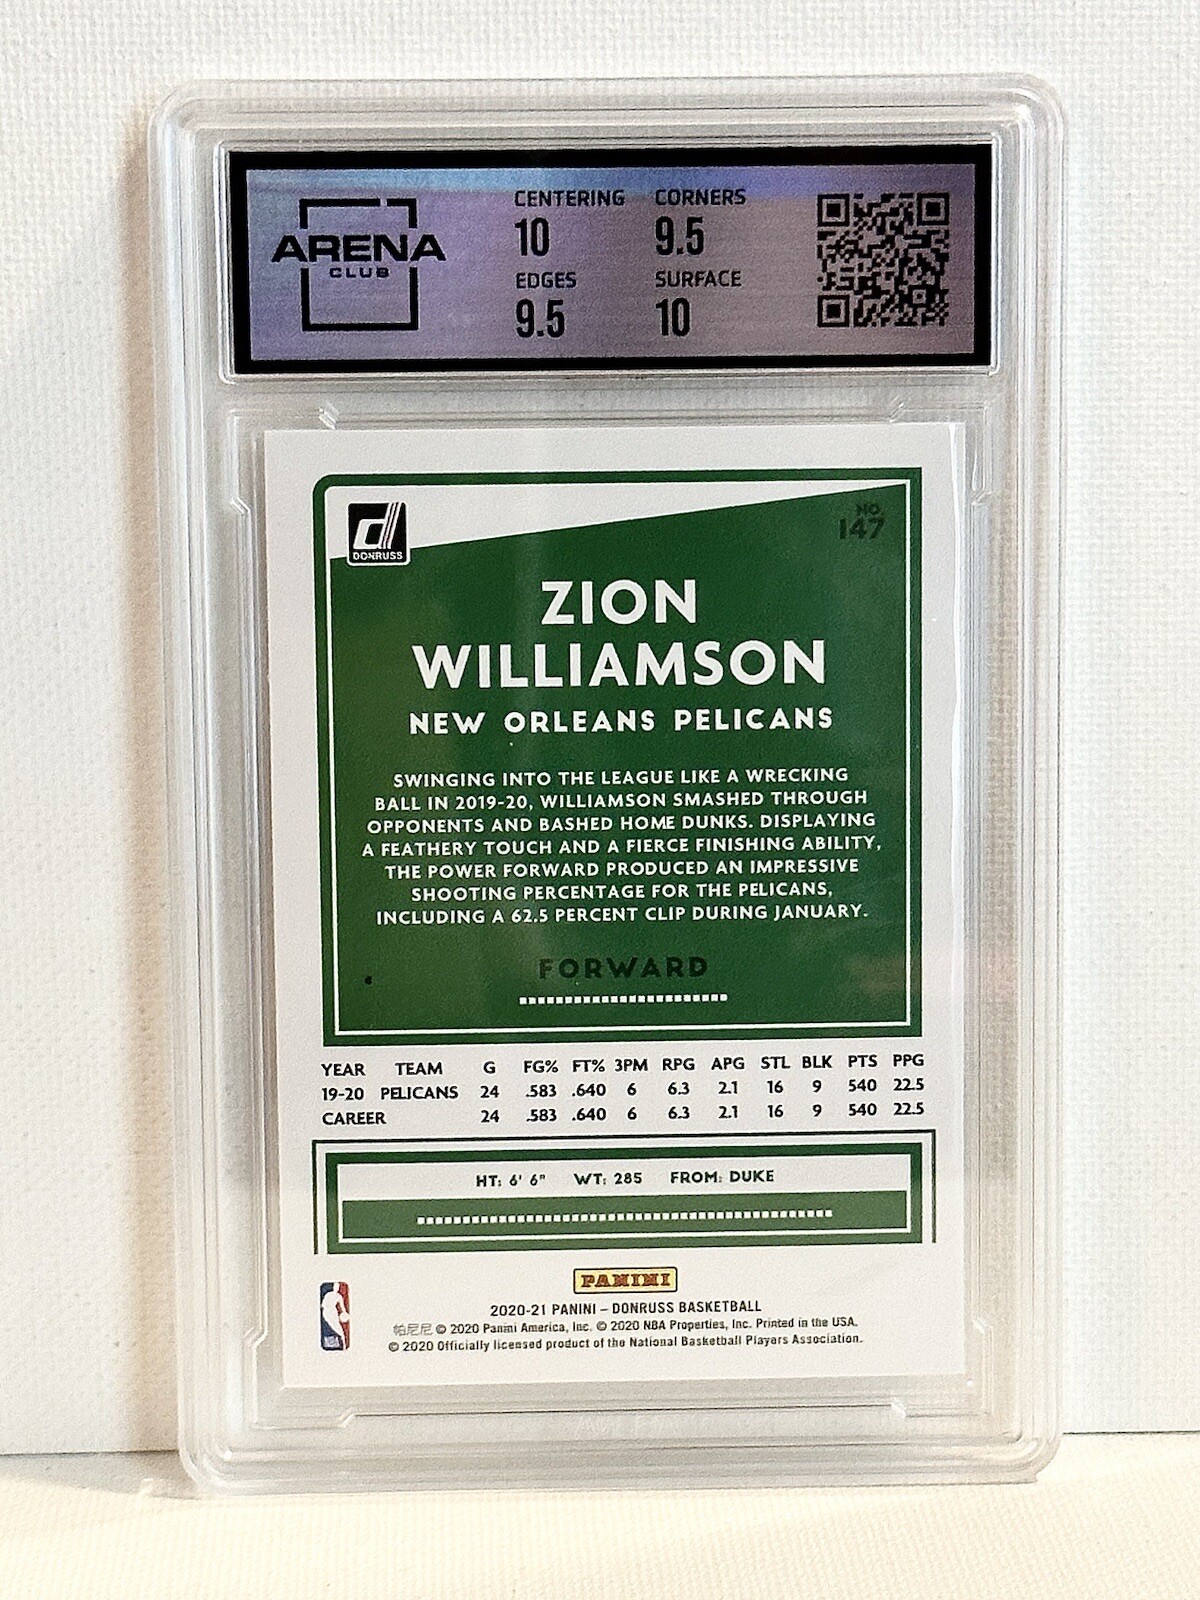 ARENA
CLUB
CENTERING CORNERS
10 9.5
EDGES SURFACE
9.5 10
DONRUSS
NO.
147
ZION
WILLIAMSON
NEW ORLEANS PELICANS
SWINGING INTO THE LEAGUE LIKE A WRECKING
BALL IN 2019-20, WILLIAMSON SMASHED THROUGH
OPPONENTS AND BASHED HOME DUNKS. DISPLAYING
A FEATHERY TOUCH AND A FIERCE FINISHING ABILITY,
THE POWER FORWARD PRODUCED AN IMPRESSIVE
SHOOTING PERCENTAGE FOR THE PELICANS,
INCLUDING A 62.5 PERCENT CLIP DURING JANUARY.
FORWARD
YEAR TEAM G FG% FT% 3PM RPG APG STL BLK PTS PPG
19-20 PELICANS 24 .583 .640 6 6.3 2.1 16 9 540 22.5
CAREER 24 .583 .640 6 6.3 2.1 16 9 540 22.5
HT: 6' 6" WT: 285 FROM: DUKE
PANINI
2020-21 PANINI – DONRUSS BASKETBALL
帕尼尼 © 2020 Panini America, Inc. © 2020 NBA Properties, Inc. Printed in the USA.
© 2020 Officially licensed product of the National Basketball Players Association.
NBA